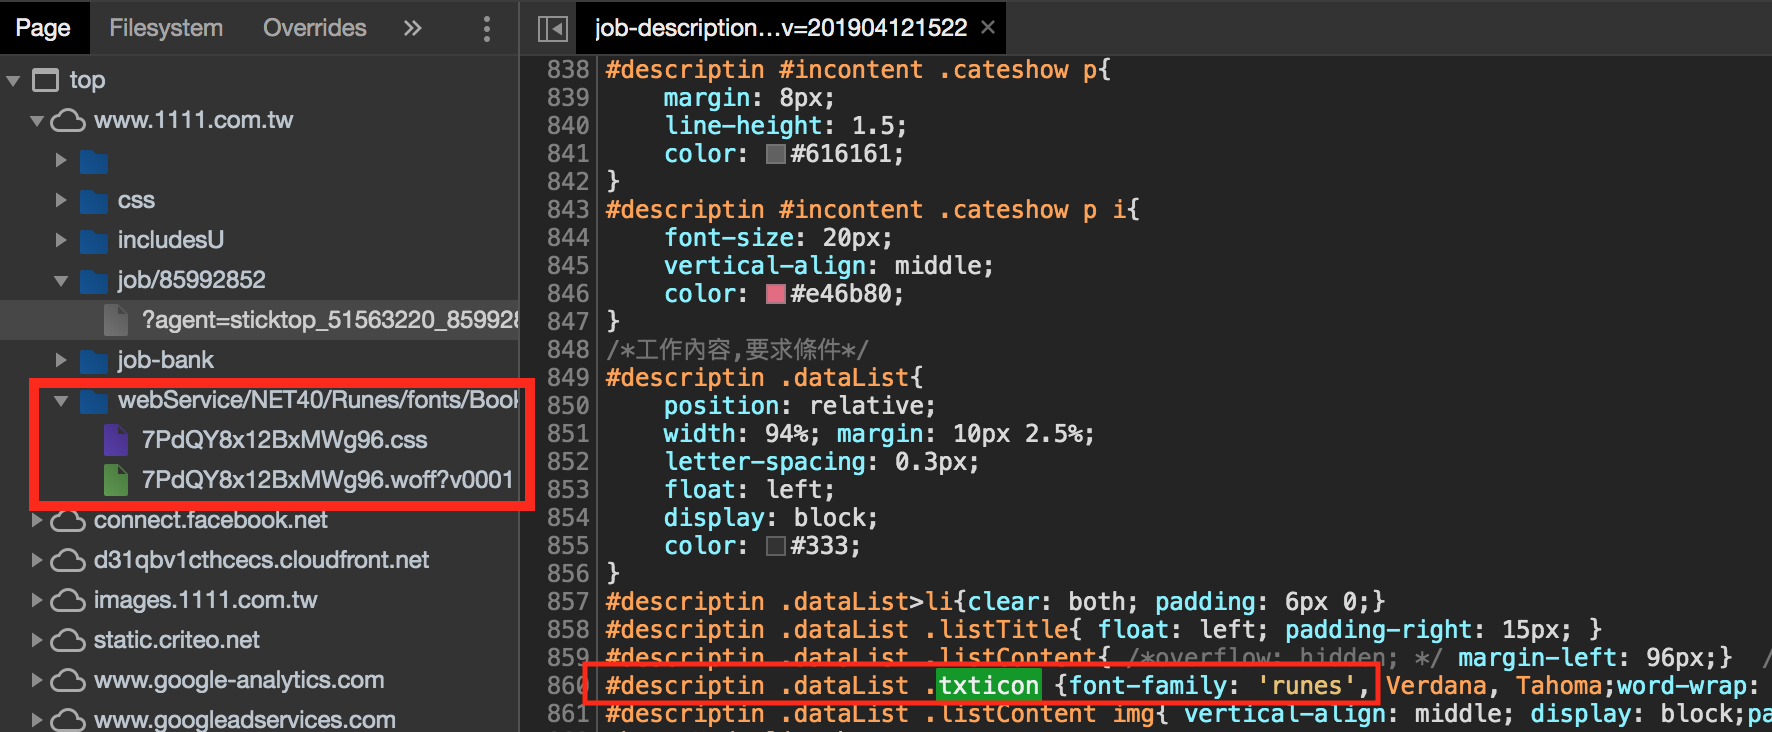 Page Filesystem Overrides »
job-description…v=201904121522 ×
top
www.1111.com.tw
css
includesU
job/85992852
?agent=sticktop_51563220_85992
job-bank
webService/NET40/Runes/fonts/Book
7PdQY8x12BxMWg96.css
7PdQY8x12BxMWg96.woff?v0001
connect.facebook.net
d31qbv1cthcecs.cloudfront.net
images.1111.com.tw
static.criteo.net
www.google-analytics.com
www.googleadservices.com
838 #descriptin #incontent .cateshow p{
839 margin: 8px;
840 line-height: 1.5;
841 color: #616161;
842 }
843 #descriptin #incontent .cateshow p i{
844 font-size: 20px;
845 vertical-align: middle;
846 color: #e46b80;
847 }
848 /*工作內容,要求條件*/
849 #descriptin .dataList{
850 position: relative;
851 width: 94%; margin: 10px 2.5%;
852 letter-spacing: 0.3px;
853 float: left;
854 display: block;
855 color: #333;
856 }
857 #descriptin .dataList>li{clear: both; padding: 6px 0;}
858 #descriptin .dataList .listTitle{ float: left; padding-right: 15px; }
859 #descriptin .dataList .listContent{ /*overflow: hidden; */ margin-left: 96px;} /
860 #descriptin .dataList .txticon {font-family: 'runes', Verdana, Tahoma;word-wrap:
861 #descriptin .dataList .listContent img{ vertical-align: middle; display: block;pa